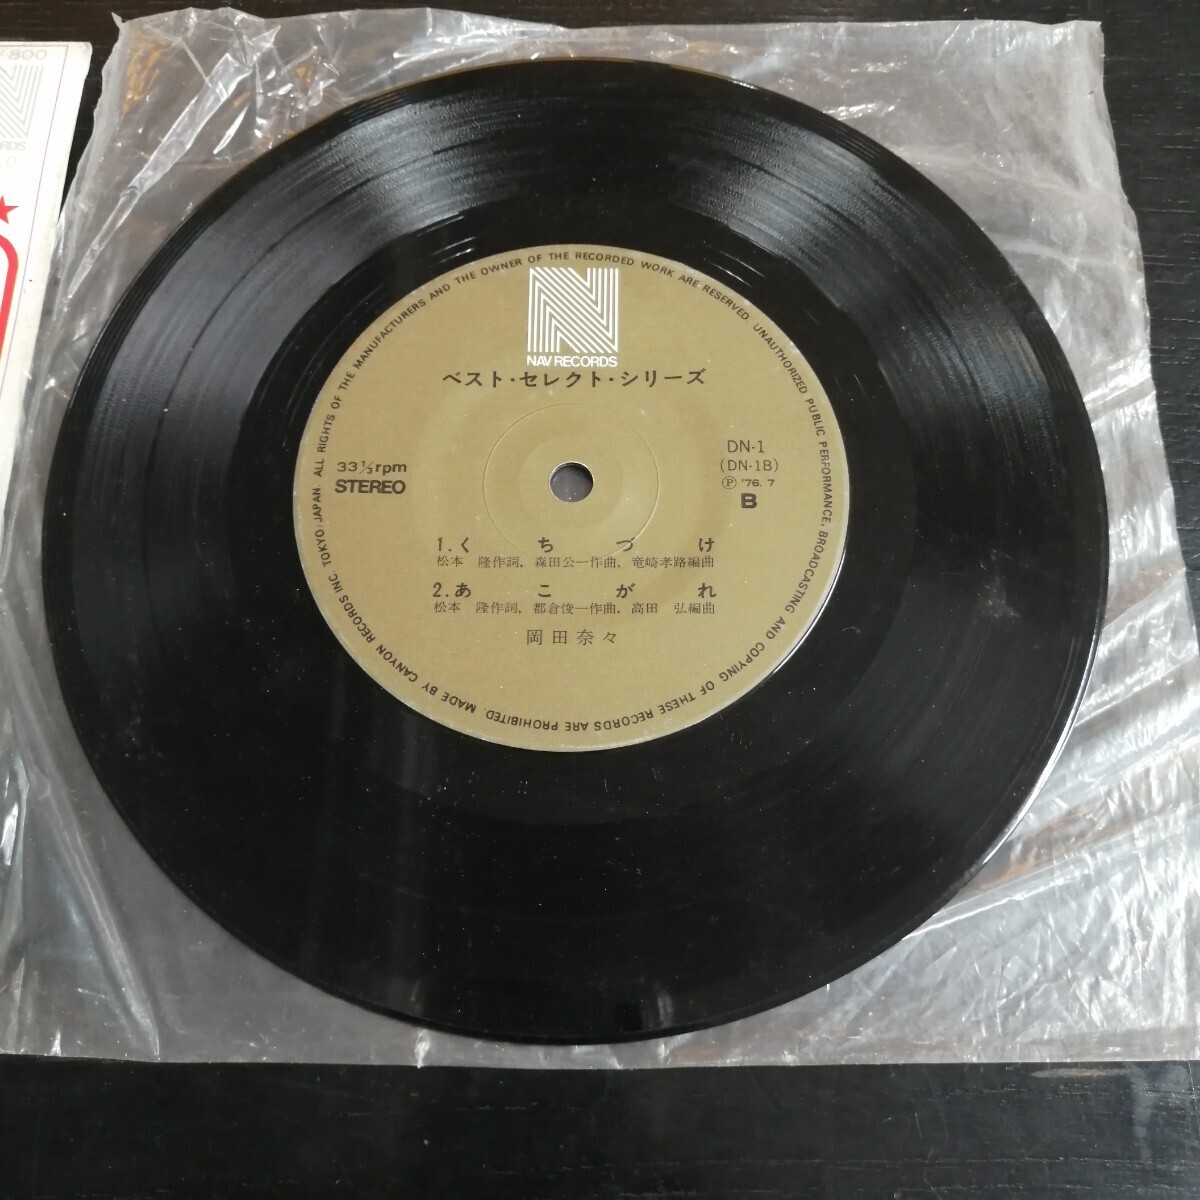 800
RDS
NAV RECORDS
ベスト・セレクト・シリーズ
33⅓rpm
STEREO
DN-1
(DN-1B)
Ⓟ '76. 7
B
1.くちづけ
松本 隆作詞, 森田公一作曲, 竜崎孝路編曲
2.あこがれ
松本 隆作詞, 都倉俊一作曲, 高田 弘編曲
岡田奈々
ALL RIGHTS OF THE MANUFACTURERS AND THE OWNER OF THE RECORDED WORK ARE RESERVED. UNAUTHORIZED PUBLIC PERFORMANCE, BROADCASTING AND COPYING OF THESE RECORDS ARE PROHIBITED. MADE BY CANYON RECORDS INC. TOKYO/JAPAN.